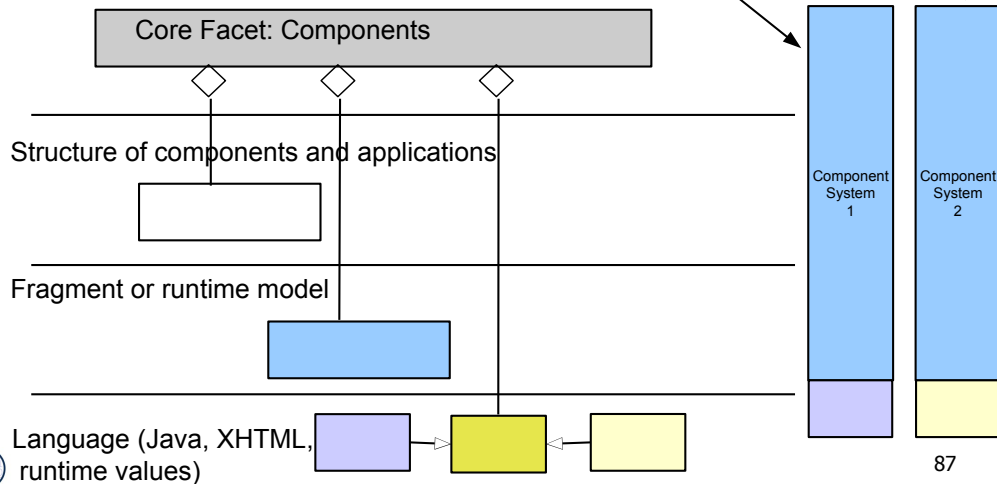 Core Facet: Components
Structure of components and applications
Component
System
1
Component
System
2
Fragment or runtime model
Language (Java, XHTML,
runtime values)
87